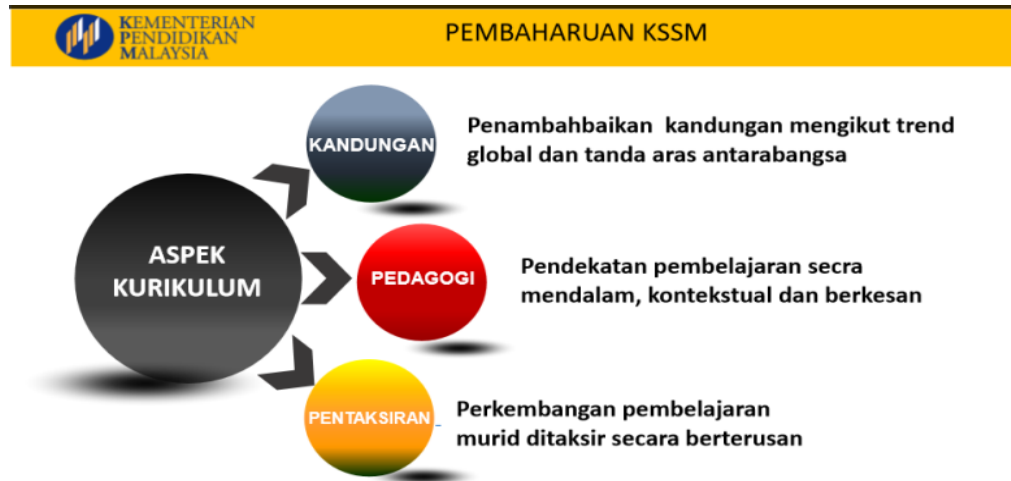 KEMENTERIAN
PENDIDIKAN
MALAYSIA
PEMBAHARUAN KSSM
KANDUNGAN
Penambahbaikan kandungan mengikut trend
global dan tanda aras antarabangsa
ASPEK
KURIKULUM
PEDAGOGI
Pendekatan pembelajaran secra
mendalam, kontekstual dan berkesan
PENTAKSIRAN
Perkembangan pembelajaran
murid ditaksir secara berterusan